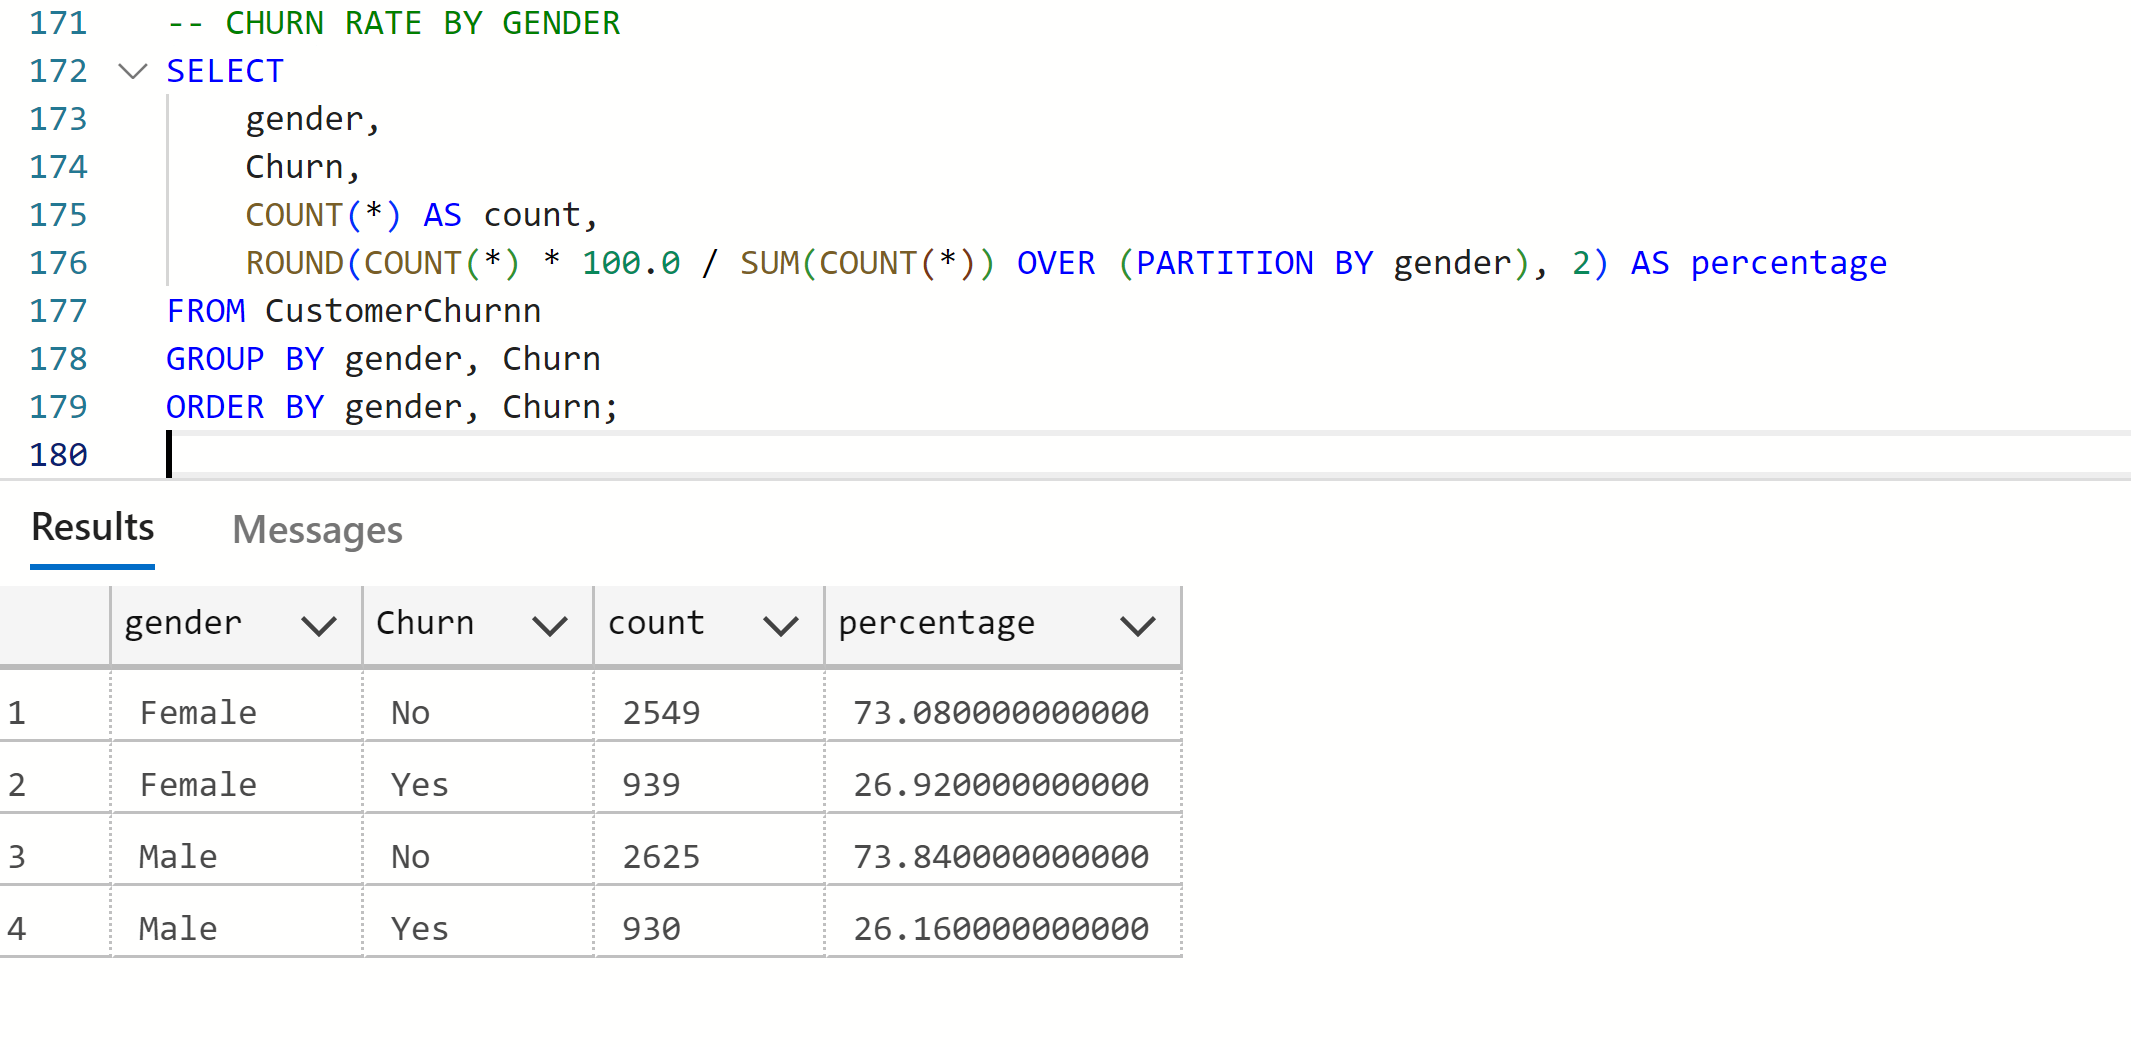 171 -- CHURN RATE BY GENDER
172 SELECT
173 gender,
174 Churn,
175 COUNT(*) AS count,
176 ROUND(COUNT(*) * 100.0 / SUM(COUNT(*)) OVER (PARTITION BY gender), 2) AS percentage
177 FROM CustomerChurnn
178 GROUP BY gender, Churn
179 ORDER BY gender, Churn;
180
Results Messages
gender Churn count percentage
1 Female No 2549 73.080000000000
2 Female Yes 939 26.920000000000
3 Male No 2625 73.840000000000
4 Male Yes 930 26.160000000000